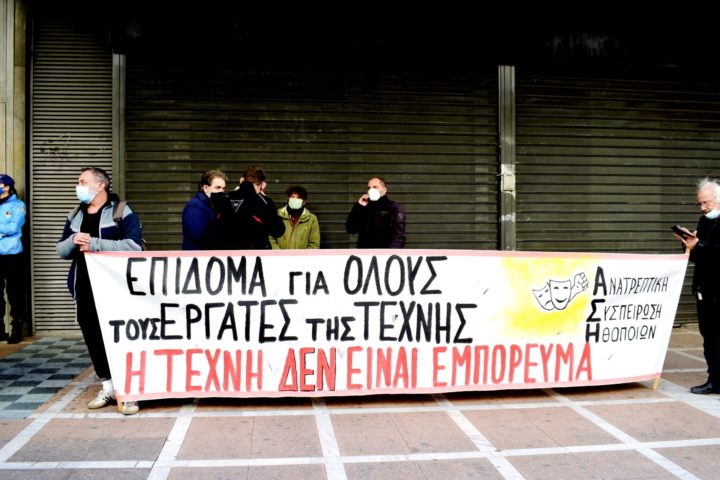 ΕΠΙΔΟΜΑ ΓΙΑ ΟΛΟΥΣ
ΤΟΥΣ ΕΡΓΑΤΕΣ ΤΗΣ ΤΕΧΝΗΣ
Η ΤΕΧΝΗ ΔΕΝ ΕΙΝΑΙ ΕΜΠΟΡΕΥΜΑ
ΑΝΑΤΡΕΠΤΙΚΗ
ΣΥΣΠΕΙΡΩΣΗ
ΗΘΟΠΟΙΩΝ